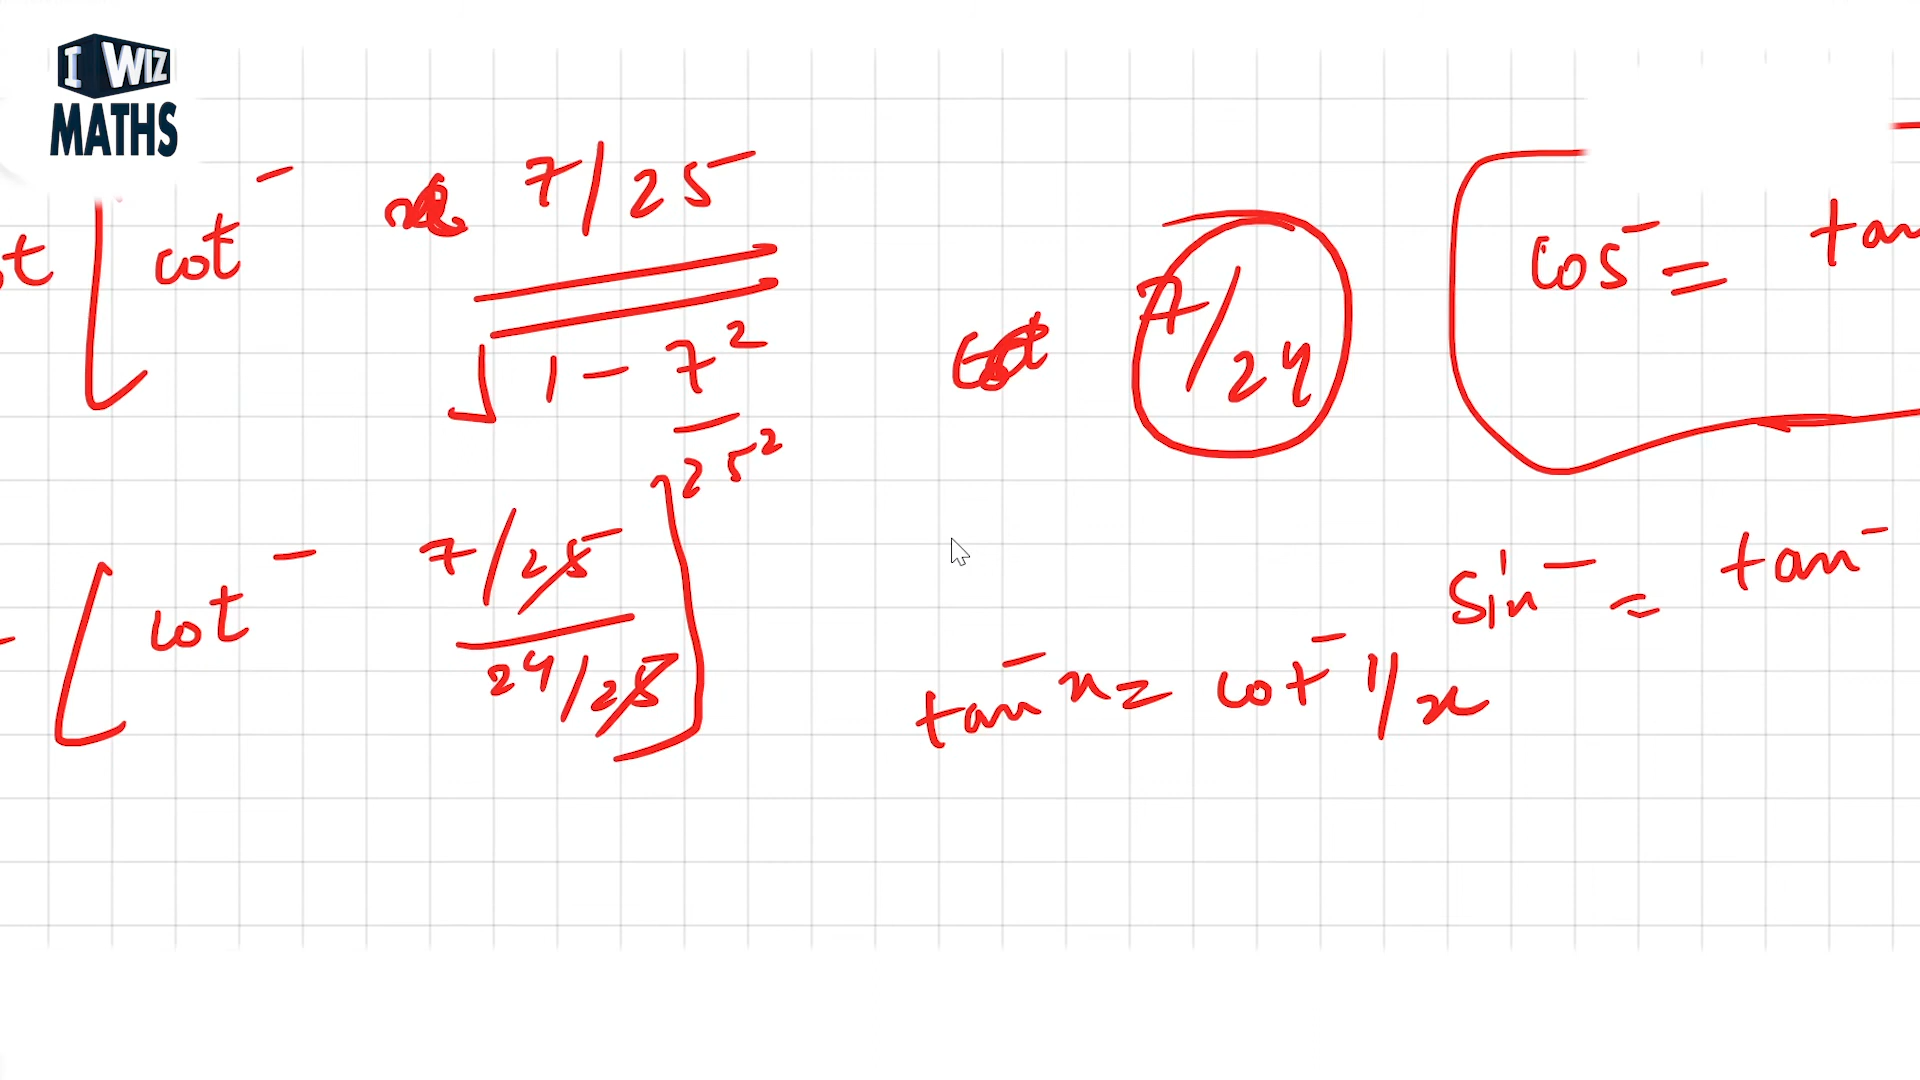 I WIZ
MATHS
t [ cot⁻ 7/25
√1 - 7²
25²
7/24
cos⁻ = tan
[ cot⁻ 7/25
24/25 ]
sin⁻ = tan⁻
tan⁻ x = cot⁻ 1/x